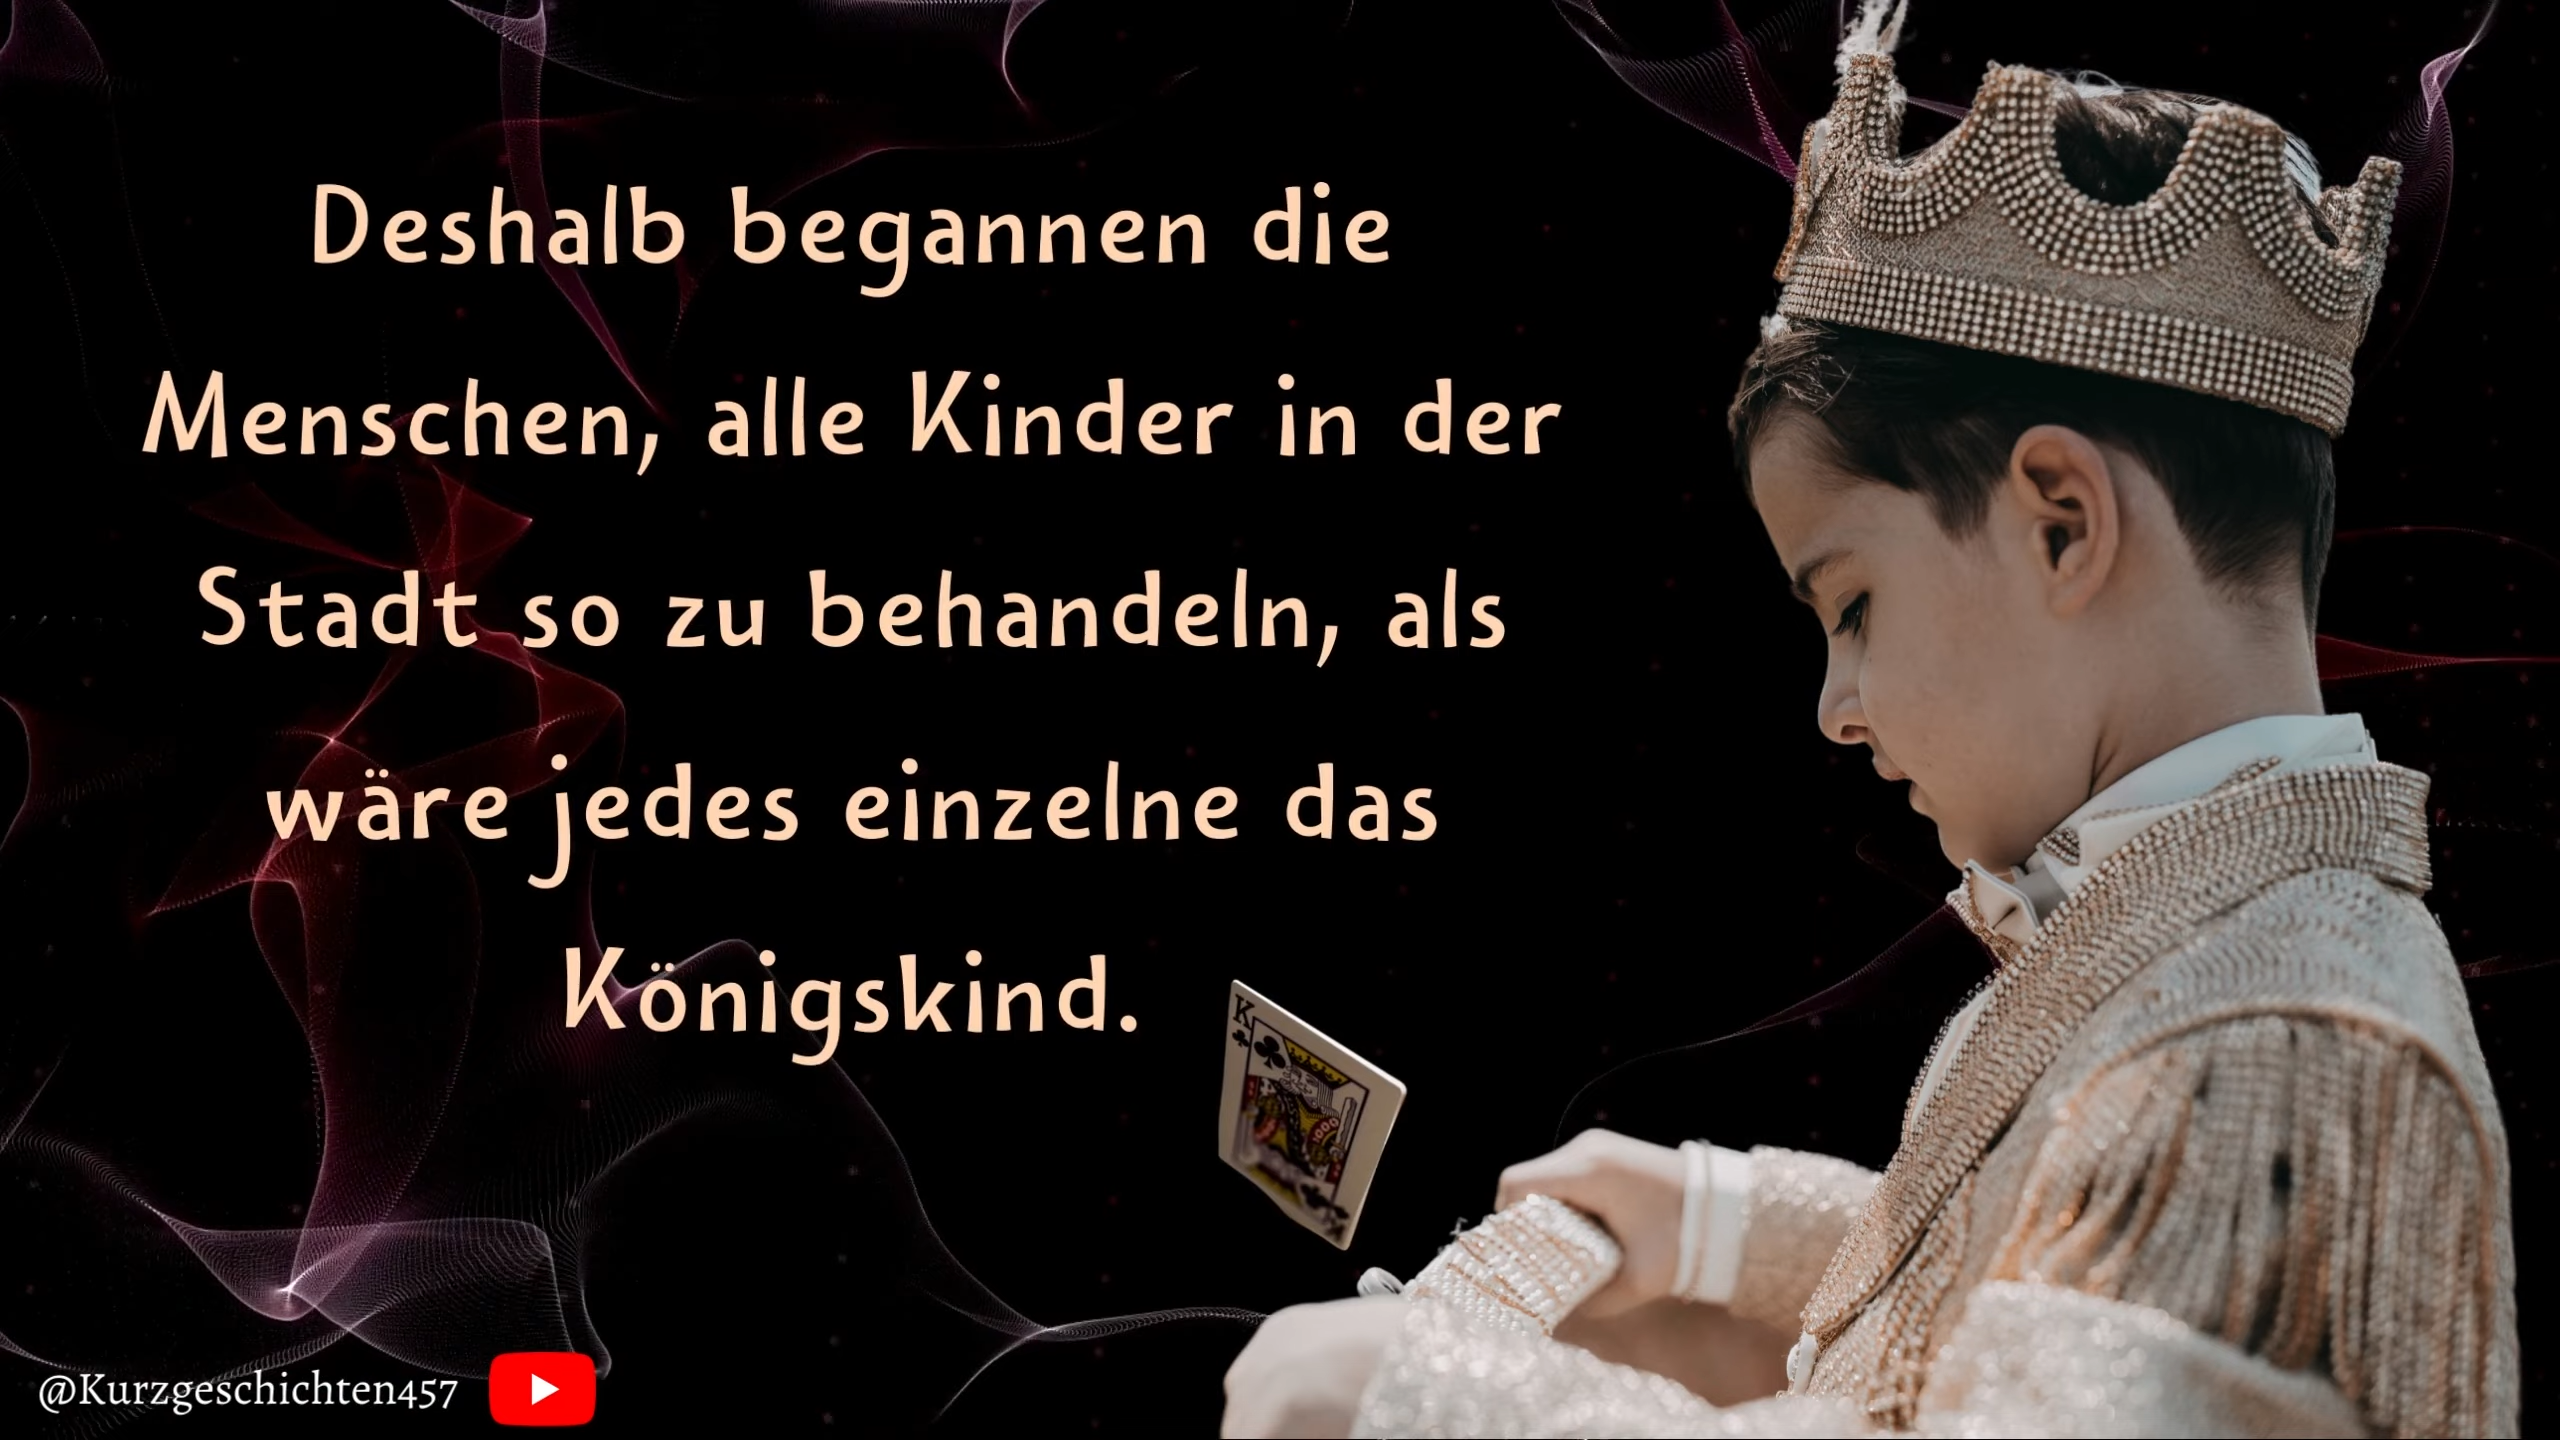 Deshalb begannen die
Menschen, alle Kinder in der
Stadt so zu behandeln, als
wäre jedes einzelne das
Königskind.
K
1000
@Kurzgeschichten457